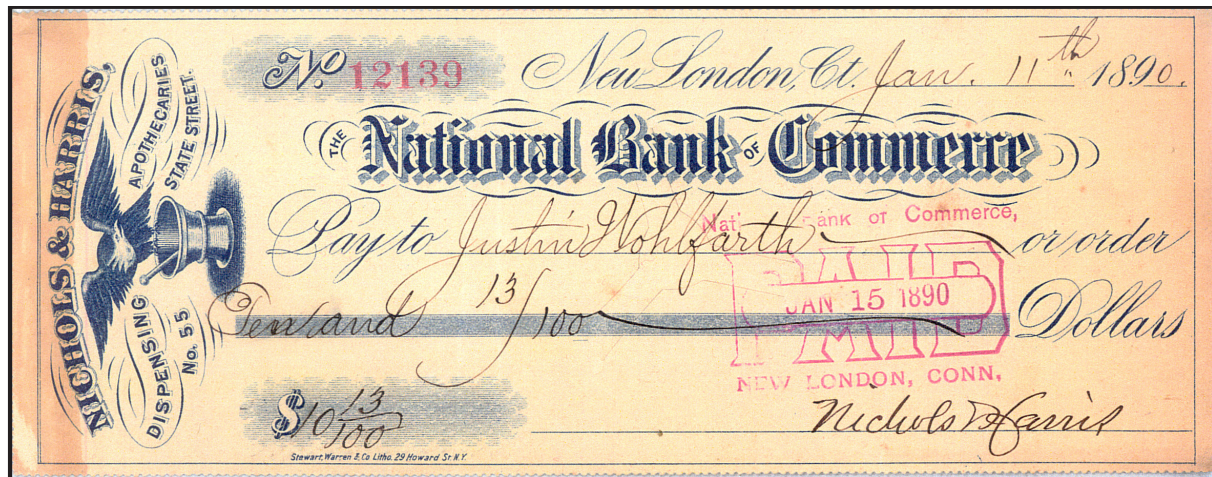 NICHOLS & HARRIS,
APOTHECARIES
STATE STREET.
DISPENSING
No. 55
No 12139
New London, Ct. Jan. 11th 1890.
THE National Bank OF Commerce
Pay to Justin Wohlfarth or order
Nat' Bank of Commerce,
PAID
JAN 15 1890
NEW LONDON, CONN.
Ten and 13/100 Dollars
$10 13/100
Nichols & Harris
Stewart, Warren & Co Litho. 29 Howard St. N.Y.